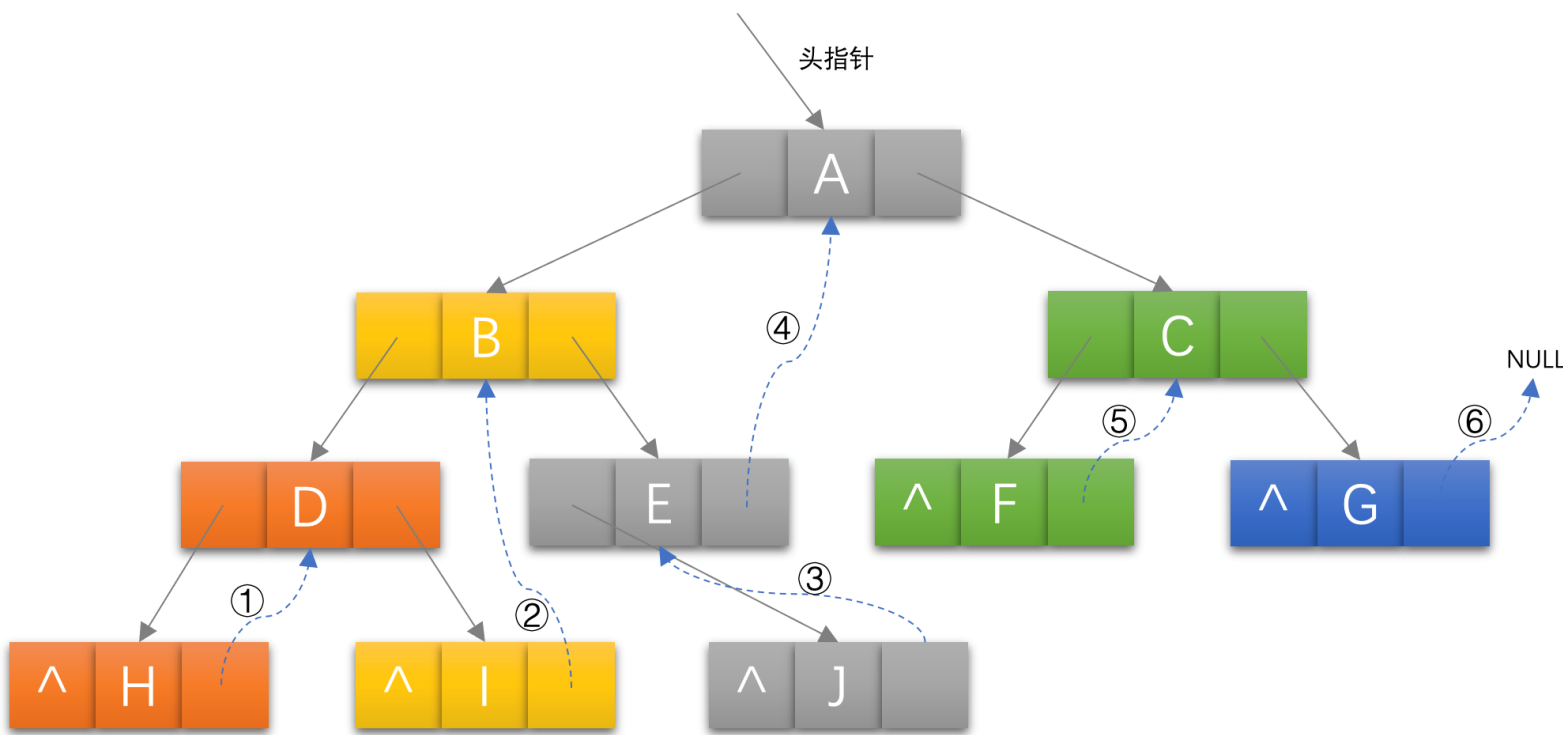 头指针
A
B
④
C
NULL
⑤
⑥
D
E
^ F
^ G
①
②
③
^ H
^ I
^ J